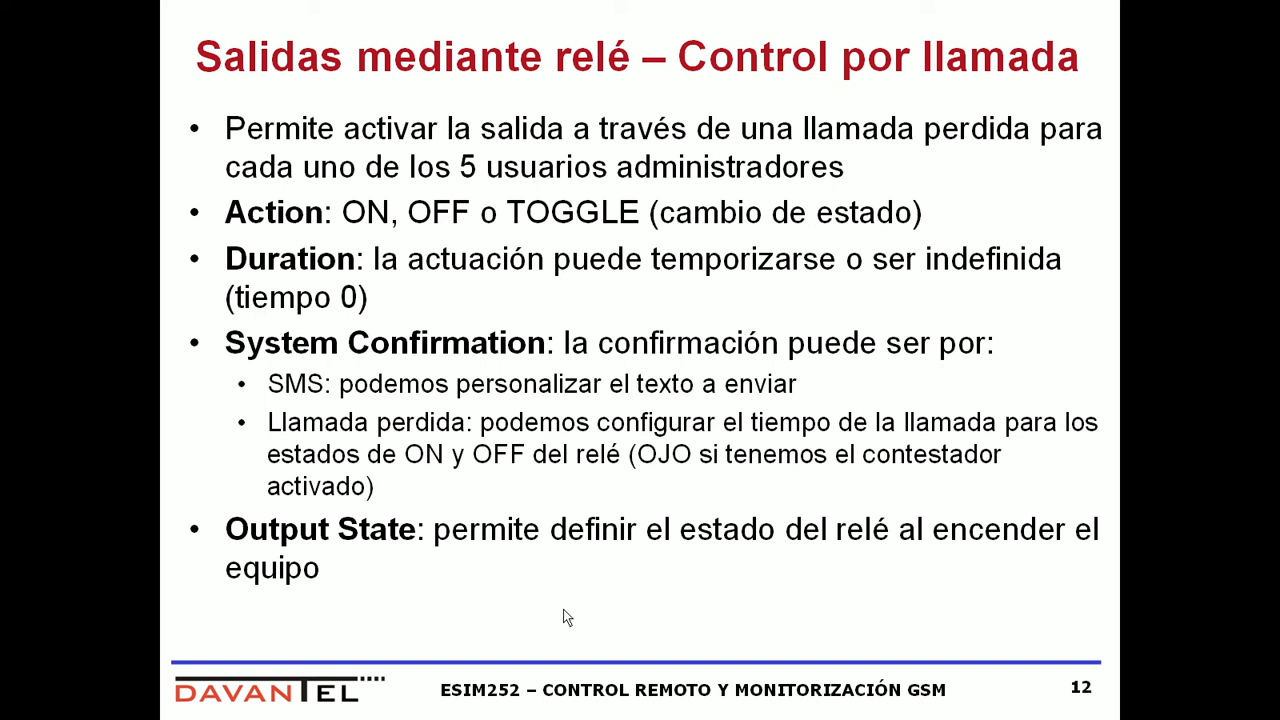 Salidas mediante relé – Control por llamada
• Permite activar la salida a través de una llamada perdida para
cada uno de los 5 usuarios administradores
• Action: ON, OFF o TOGGLE (cambio de estado)
• Duration: la actuación puede temporizarse o ser indefinida
(tiempo 0)
• System Confirmation: la confirmación puede ser por:
• SMS: podemos personalizar el texto a enviar
• Llamada perdida: podemos configurar el tiempo de la llamada para los
estados de ON y OFF del relé (OJO si tenemos el contestador
activado)
• Output State: permite definir el estado del relé al encender el
equipo
DAVANTEL
ESIM252 – CONTROL REMOTO Y MONITORIZACIÓN GSM
12